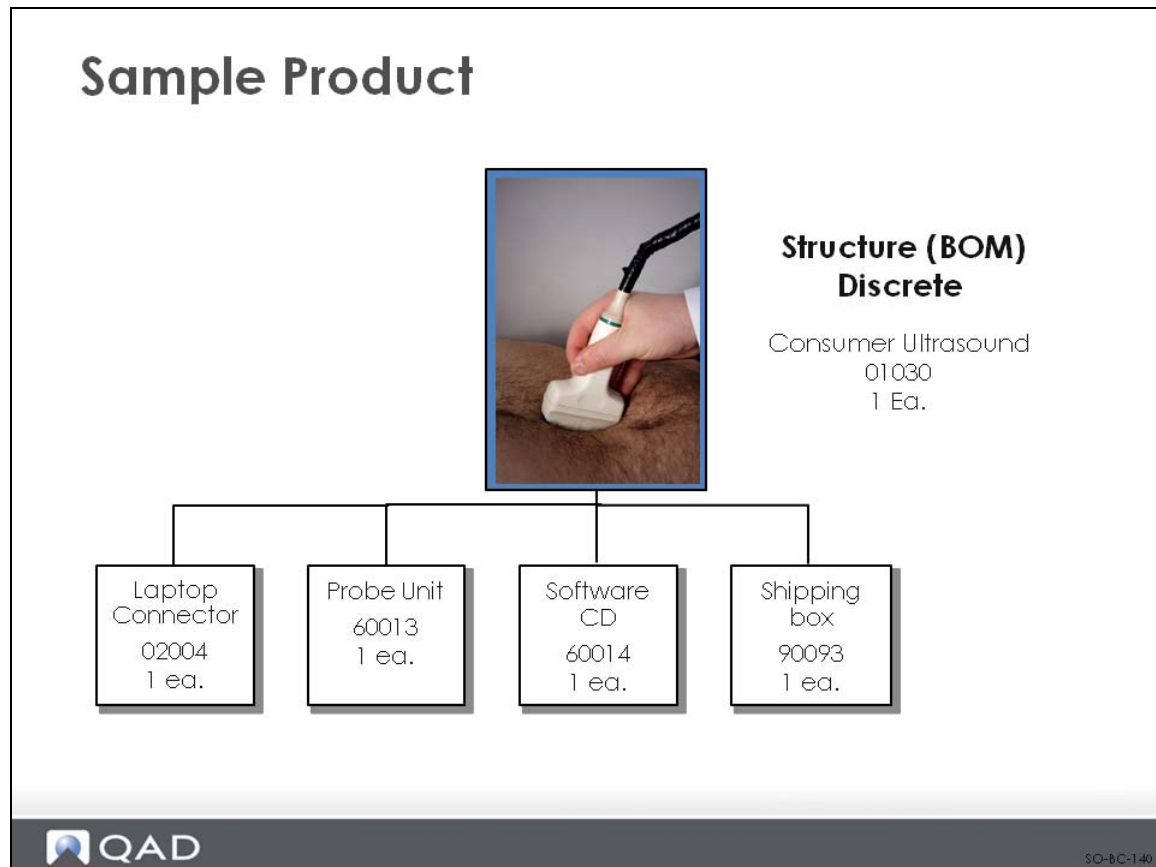 Sample Product
Structure (BOM)
Discrete
Consumer Ultrasound
01030
1 Ea.
Laptop
Connector
02004
1 ea.
Probe Unit
60013
1 ea.
Software
CD
60014
1 ea.
Shipping
box
90093
1 ea.
QAD
SO-BC-140